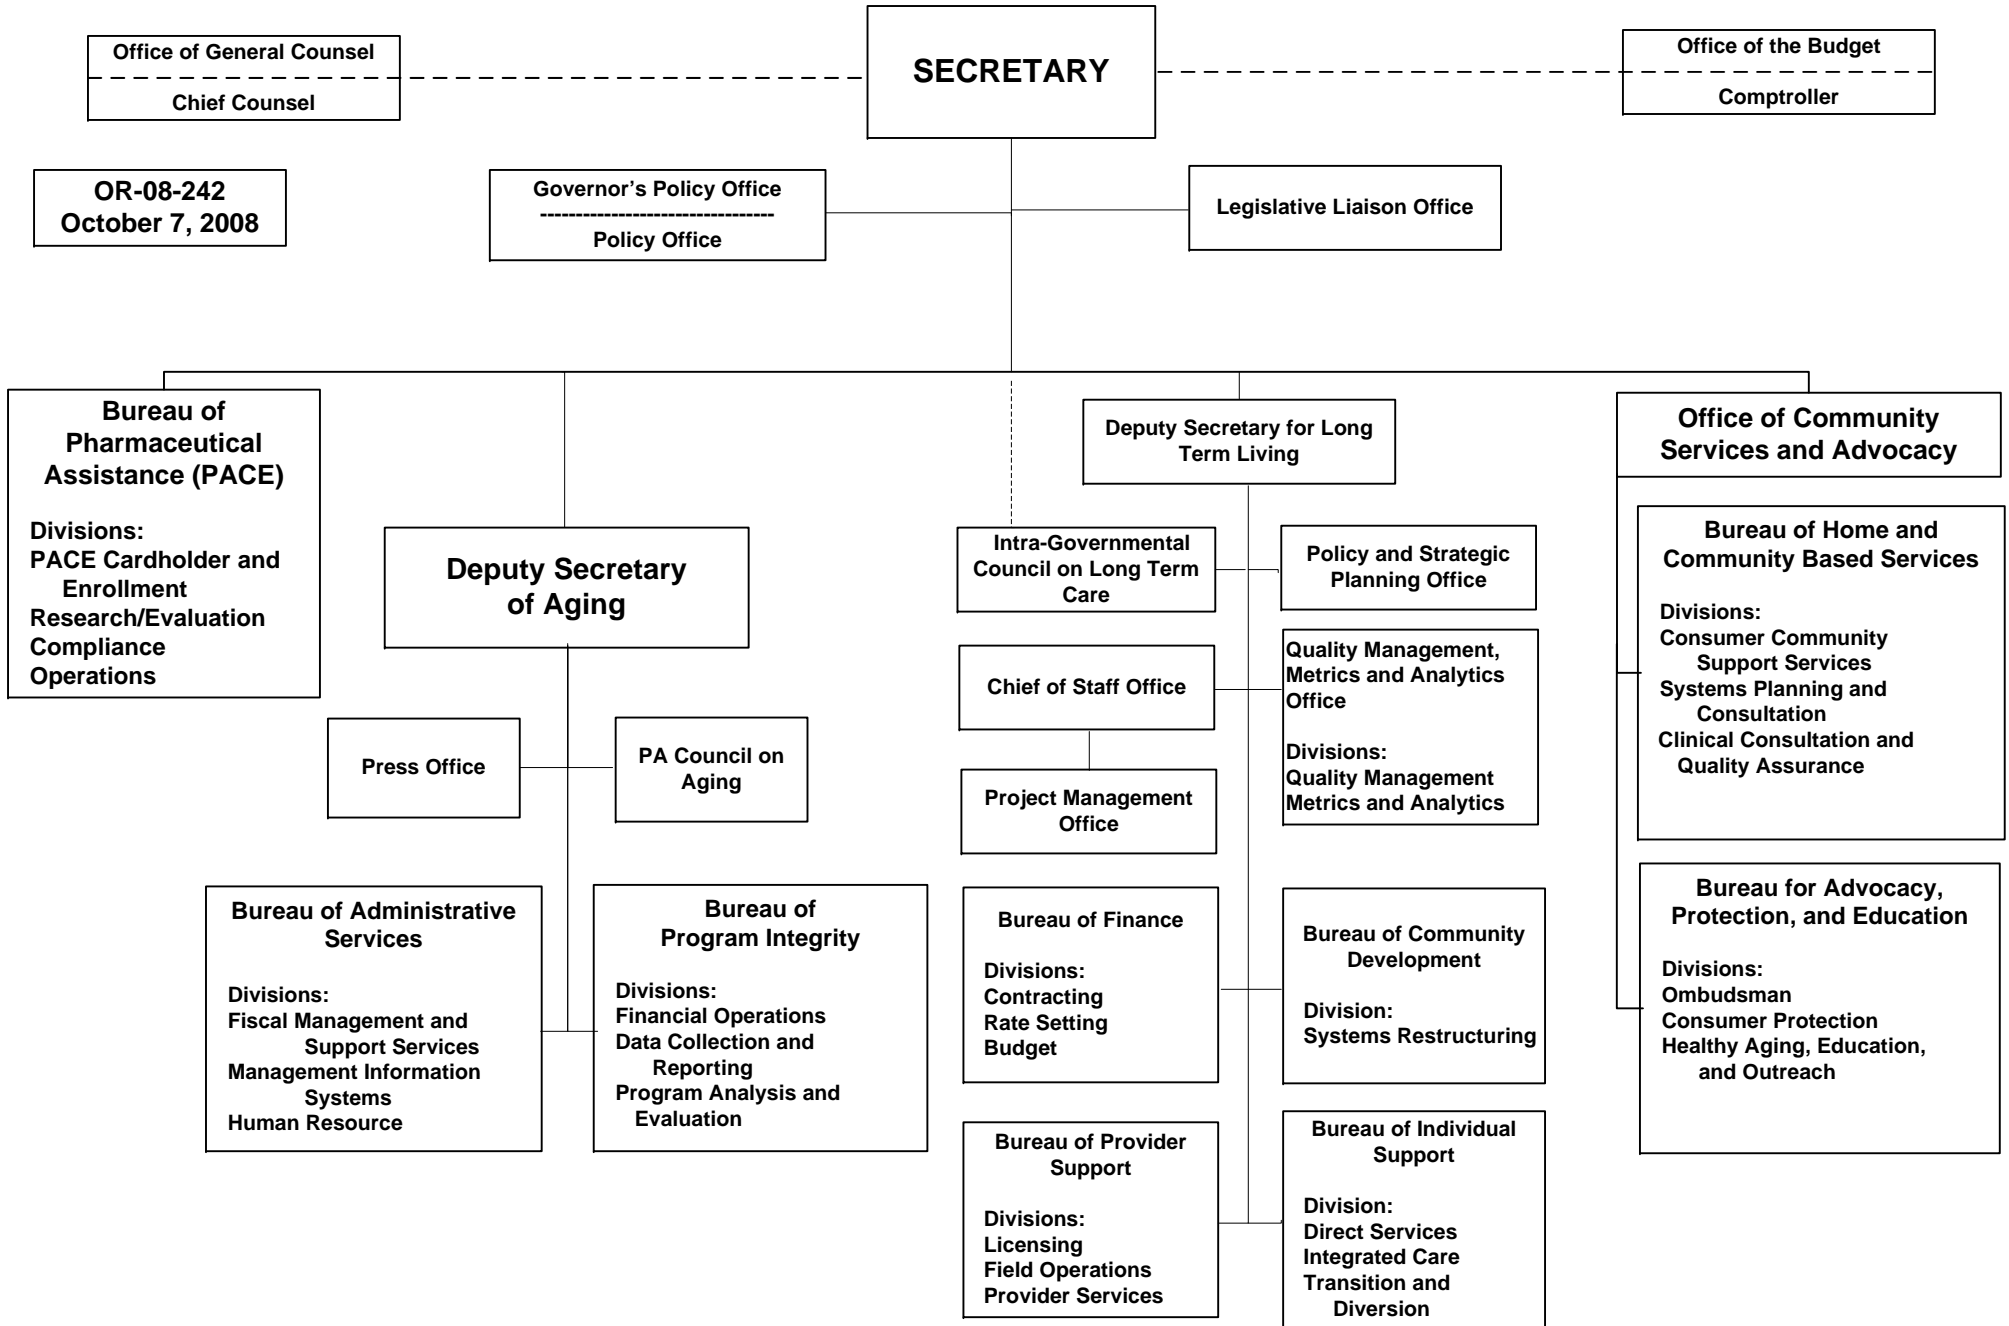 Office of General Counsel
Chief Counsel
SECRETARY
Office of the Budget
Comptroller
OR-08-242
October 7, 2008
Governor’s Policy Office
---------------------------------
Policy Office
Legislative Liaison Office
Bureau of
Pharmaceutical
Assistance (PACE)
Divisions:
PACE Cardholder and
Enrollment
Research/Evaluation
Compliance
Operations
Deputy Secretary
of Aging
Press Office
PA Council on
Aging
Bureau of Administrative
Services
Divisions:
Fiscal Management and
Support Services
Management Information
Systems
Human Resource
Bureau of
Program Integrity
Divisions:
Financial Operations
Data Collection and
Reporting
Program Analysis and
Evaluation
Deputy Secretary for Long
Term Living
Intra-Governmental
Council on Long Term
Care
Policy and Strategic
Planning Office
Chief of Staff Office
Quality Management,
Metrics and Analytics
Office
Divisions:
Quality Management
Metrics and Analytics
Project Management
Office
Bureau of Finance
Divisions:
Contracting
Rate Setting
Budget
Bureau of Community
Development
Division:
Systems Restructuring
Bureau of Provider
Support
Divisions:
Licensing
Field Operations
Provider Services
Bureau of Individual
Support
Division:
Direct Services
Integrated Care
Transition and
Diversion
Office of Community
Services and Advocacy
Bureau of Home and
Community Based Services
Divisions:
Consumer Community
Support Services
Systems Planning and
Consultation
Clinical Consultation and
Quality Assurance
Bureau for Advocacy,
Protection, and Education
Divisions:
Ombudsman
Consumer Protection
Healthy Aging, Education,
and Outreach